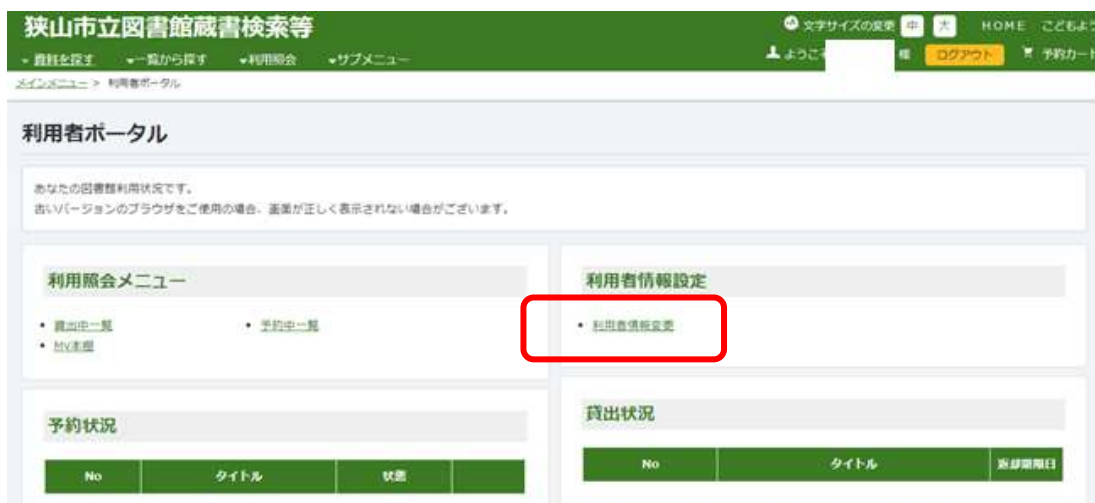 狭山市立図書館蔵書検索等
文字サイズの変更 中 大 HOME こどもよう
資料を探す 一覧から探す 利用照会 サブメニュー
ようこそ 様 ログアウト 予約カート
メインメニュー > 利用者ポータル
利用者ポータル
あなたの図書館利用状況です。
古いバージョンのブラウザをご使用の場合、画面が正しく表示されない場合がございます。
利用照会メニュー
• 貸出中一覧 • 予約中一覧
• MV本棚
利用者情報設定
• 利用者情報変更
予約状況
No タイトル 状態
貸出状況
No タイトル 返却期限日